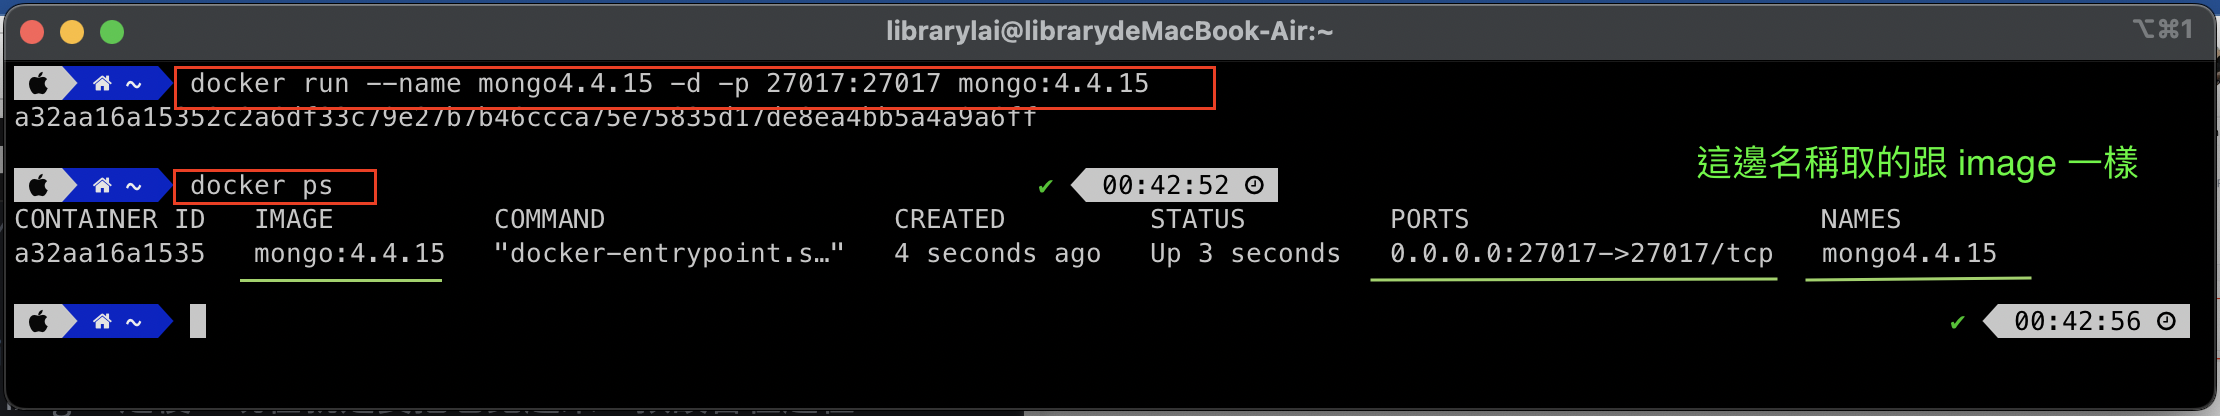 librarylai@librarydeMacBook-Air:~ ⌥⌘1
~ docker run --name mongo4.4.15 -d -p 27017:27017 mongo:4.4.15
a32aa16a15352c2a6df33c79e27b7b46ccca75e75835d17de8ea4bb5a4a9a6ff
這邊名稱取的跟 image 一樣
~ docker ps ✔ 00:42:52
CONTAINER ID IMAGE COMMAND CREATED STATUS PORTS NAMES
a32aa16a1535 mongo:4.4.15 "docker-entrypoint.s…" 4 seconds ago Up 3 seconds 0.0.0.0:27017->27017/tcp mongo4.4.15
~ ✔ 00:42:56